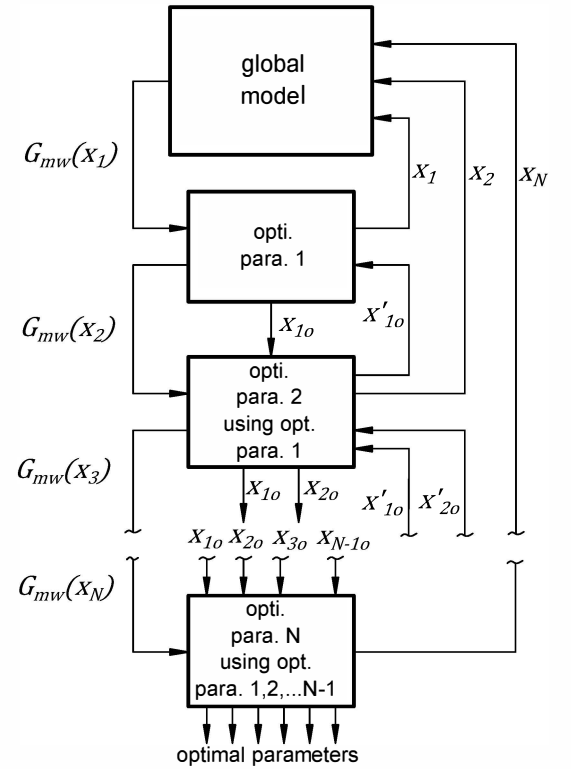 global
model
G_mw(x_1)
x_1
x_2
x_N
opti.
para. 1
G_mw(x_2)
x_1o
x'_1o
opti.
para. 2
using opt.
para. 1
G_mw(x_3)
x_1o
x_2o
x'_1o
x'_2o
x_1o
x_2o
x_3o
x_N-1o
G_mw(x_N)
opti.
para. N
using opt.
para. 1,2,...N-1
optimal parameters